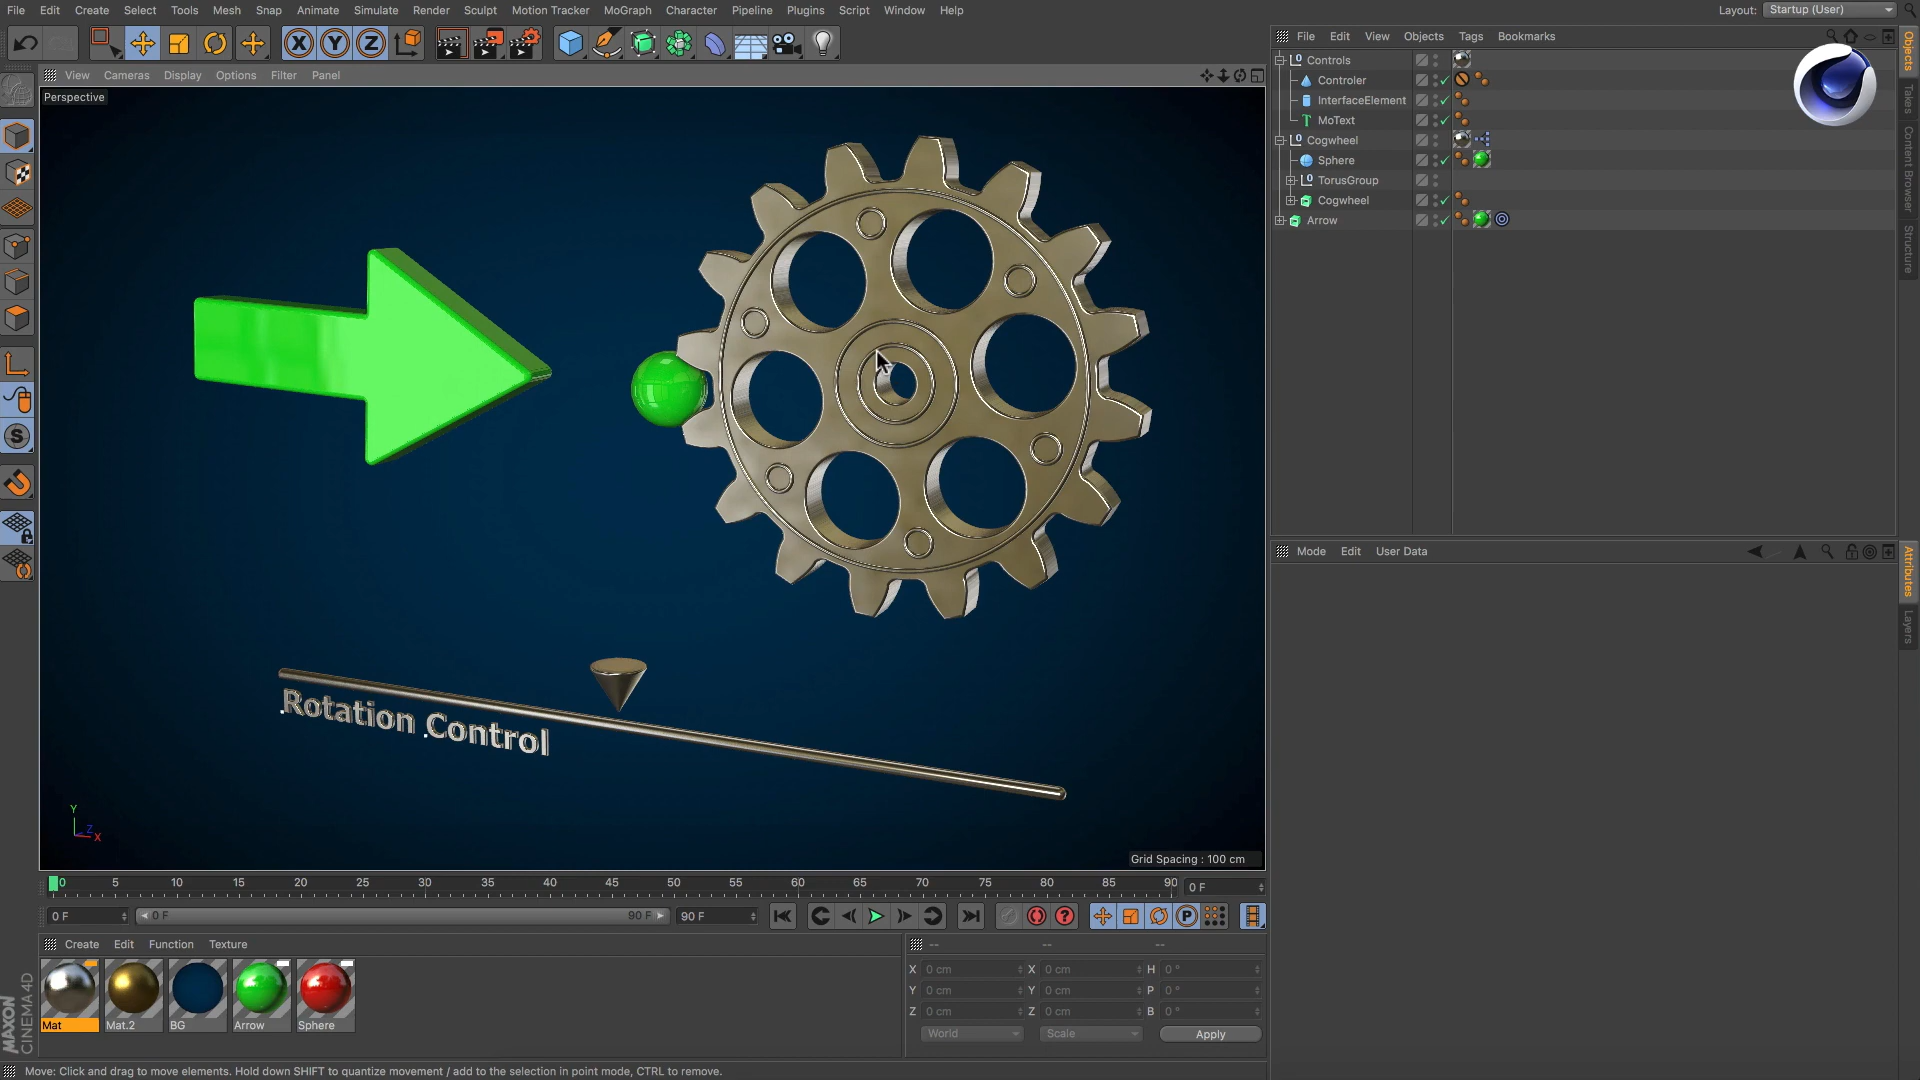 File Edit Create Select Tools Mesh Snap Animate Simulate Render Sculpt Motion Tracker MoGraph Character Pipeline Plugins Script Window Help
Layout: Startup (User)
X Y Z
File Edit View Objects Tags Bookmarks
View Cameras Display Options Filter Panel
Perspective
Controls
Controler
InterfaceElement
T MoText
Cogwheel
Sphere
TorusGroup
Cogwheel
Arrow
Objects
Takes
Content Browser
Structure
S
Mode Edit User Data
Attributes
Layers
Rotation Control
Y
Z
X
Grid Spacing : 100 cm
0 5 10 15 20 25 30 35 40 45 50 55 60 65 70 75 80 85 90
0 F
0 F
0 F
90 F
90 F
?
P
Create Edit Function Texture
Mat
Mat.2
BG
Arrow
Sphere
-- -- --
X 0 cm X 0 cm H 0 °
Y 0 cm Y 0 cm P 0 °
Z 0 cm Z 0 cm B 0 °
World Scale Apply
MAXON
CINEMA 4D
Move: Click and drag to move elements. Hold down SHIFT to quantize movement / add to the selection in point mode, CTRL to remove.